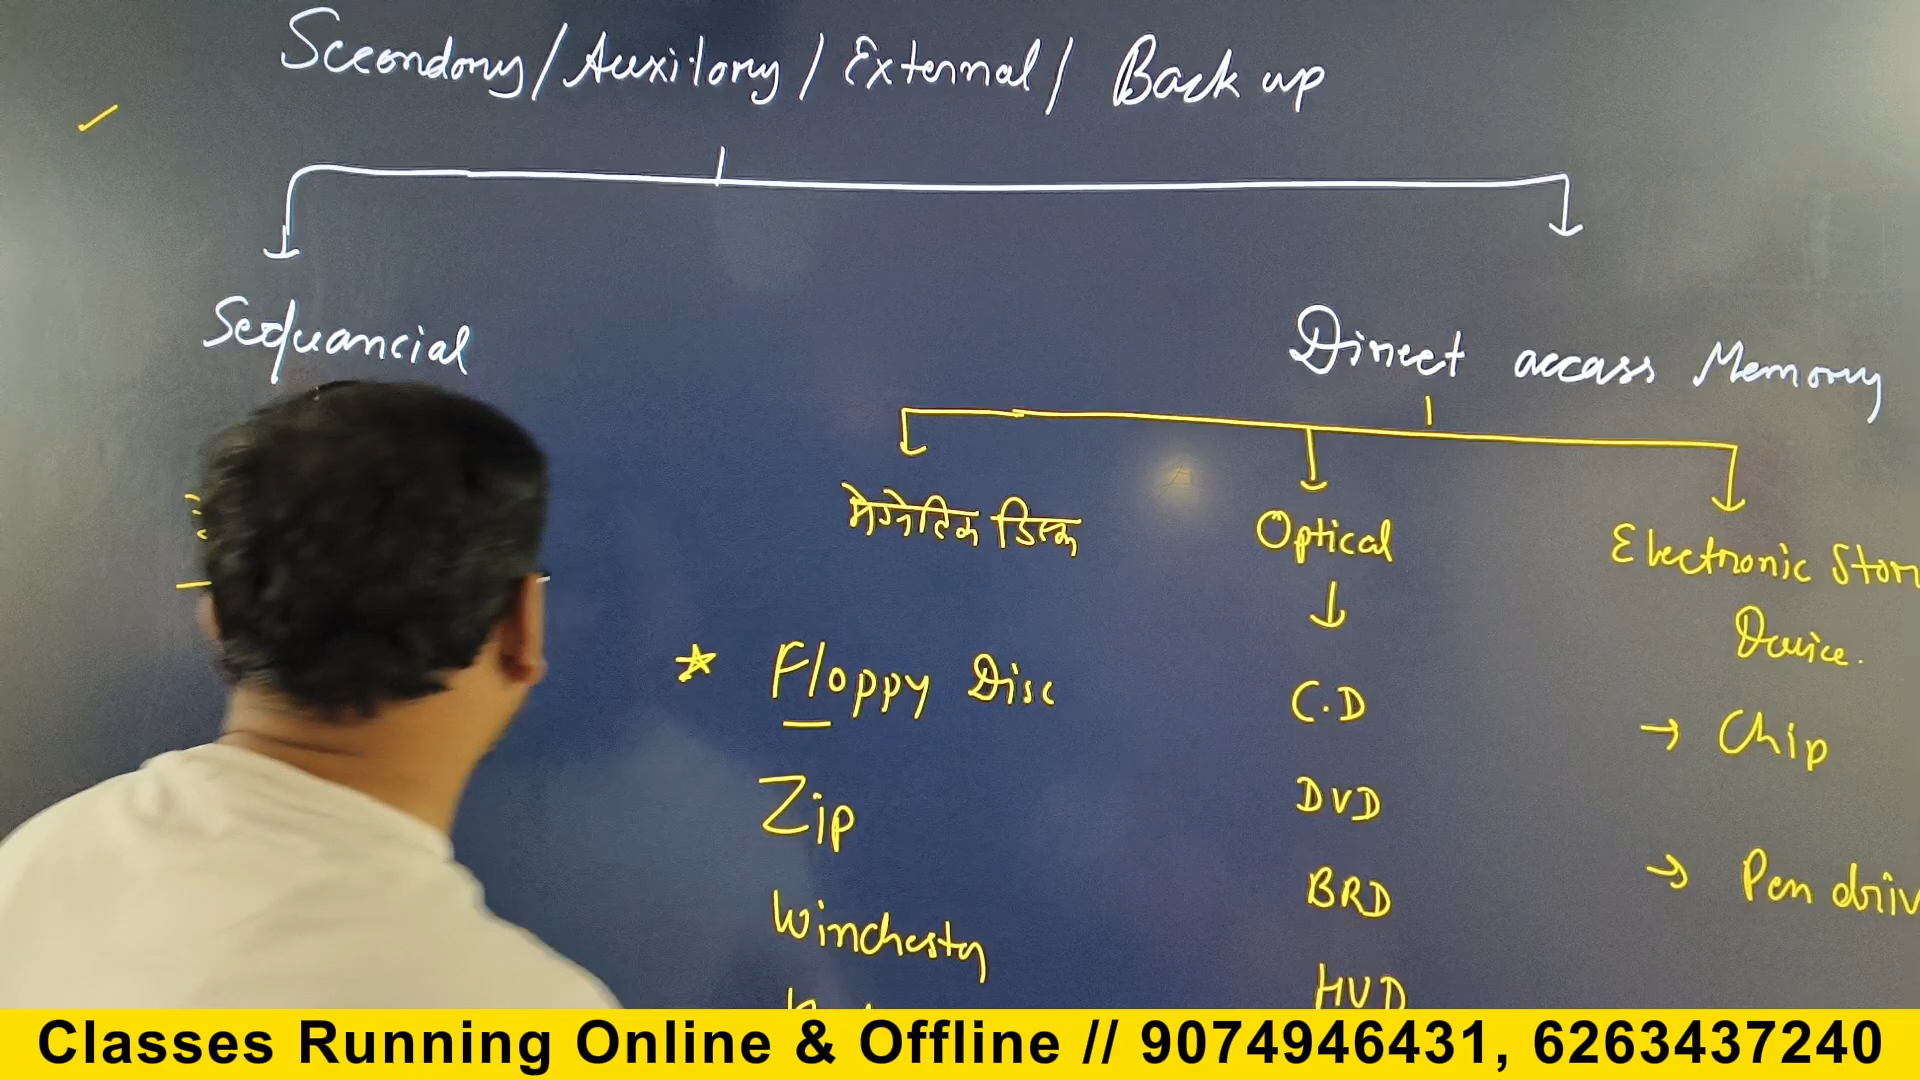 Secondary/Auxilary/External/ Back up
Sequancial
Direct access Memory
मेग्नेटिक डिस्क
Optical
Electronic Stor
Device.
Floppy Disc
C.D
→ Chip
Zip
DVD
→ Pen driv
Winchester
BRD
HVD
Classes Running Online & Offline // 9074946431, 6263437240